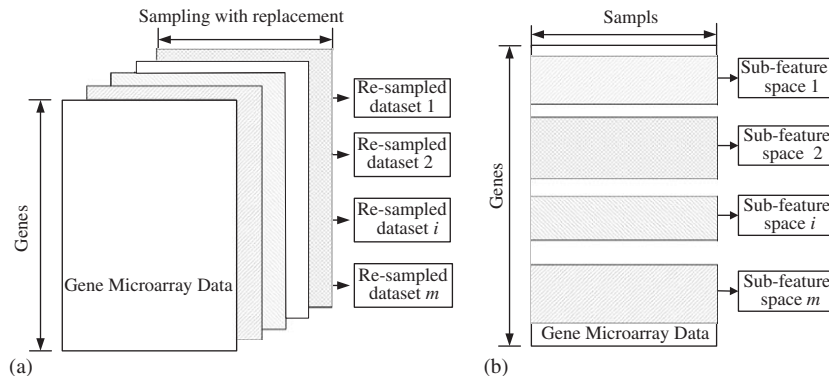 Sampling with replacement
Genes
Gene Microarray Data
Re-sampled
dataset 1
Re-sampled
dataset 2
Re-sampled
dataset i
Re-sampled
dataset m
(a)
Sampls
Genes
Sub-feature
space 1
Sub-feature
space 2
Sub-feature
space i
Sub-feature
space m
Gene Microarray Data
(b)